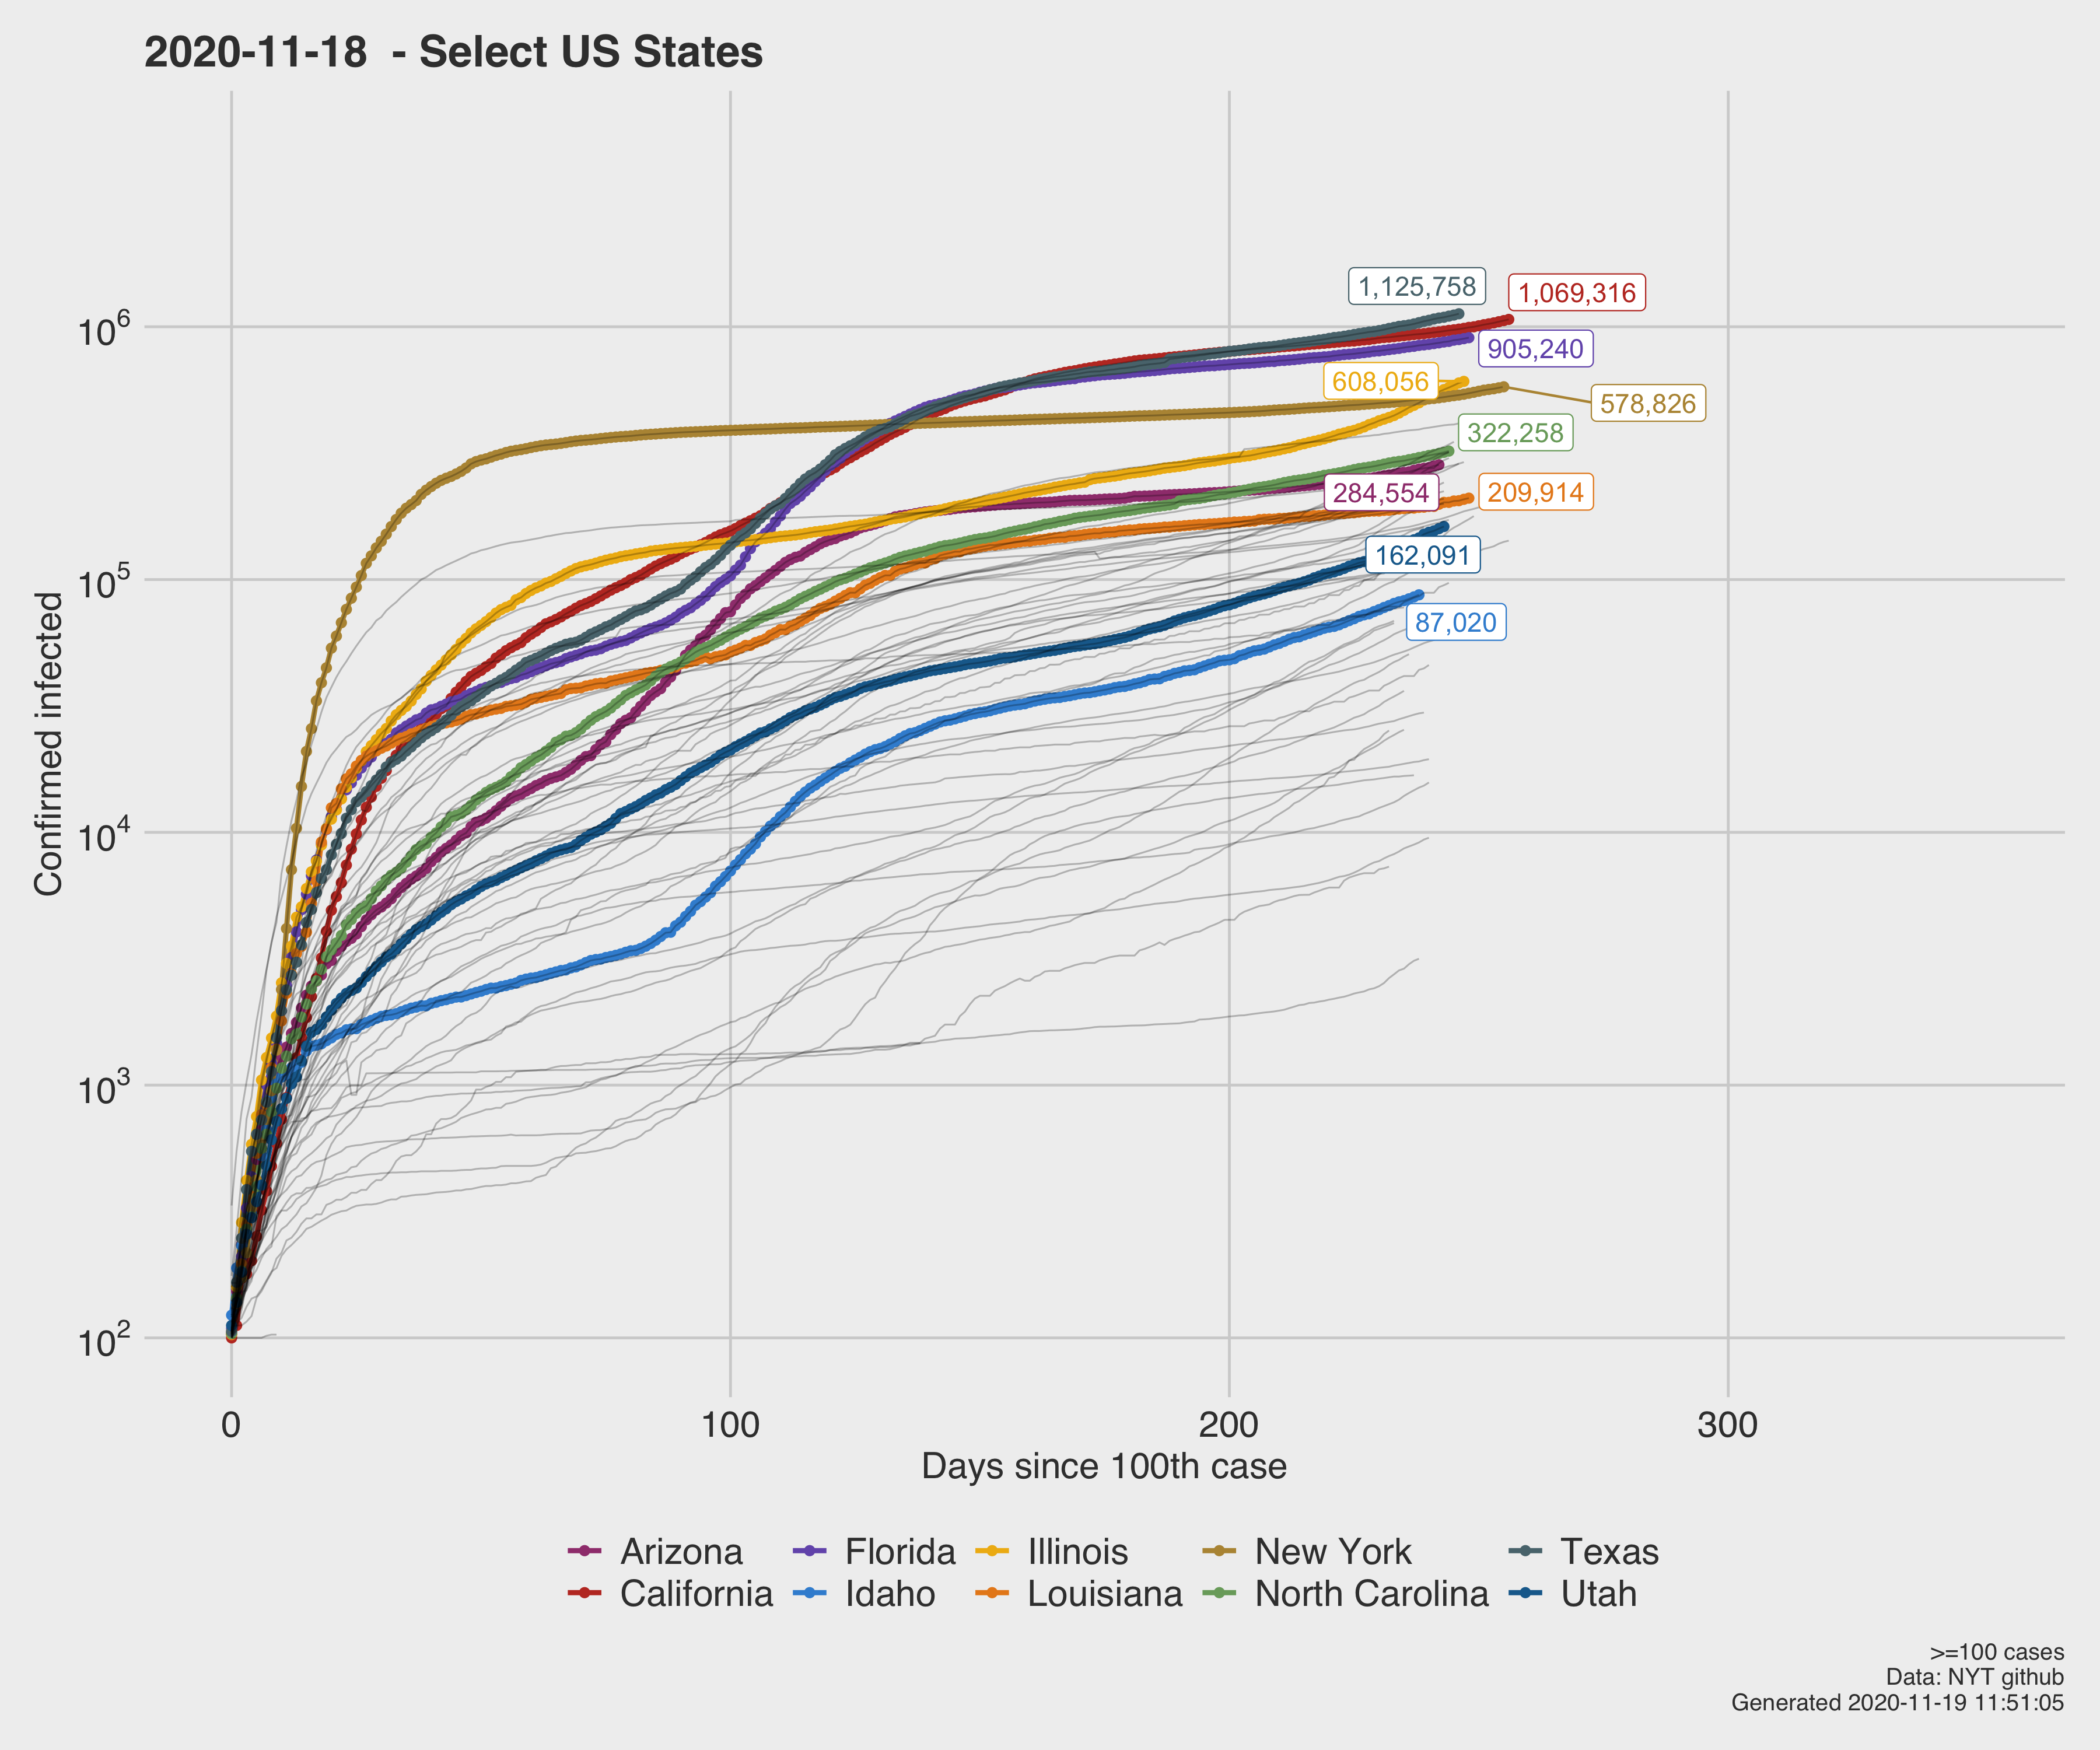 2020-11-18 - Select US States
Confirmed infected
10^6
10^5
10^4
10^3
10^2
1,125,758
1,069,316
905,240
608,056
578,826
322,258
284,554
209,914
162,091
87,020
0 100 200 300
Days since 100th case
Arizona Florida Illinois New York Texas
California Idaho Louisiana North Carolina Utah
>=100 cases
Data: NYT github
Generated 2020-11-19 11:51:05